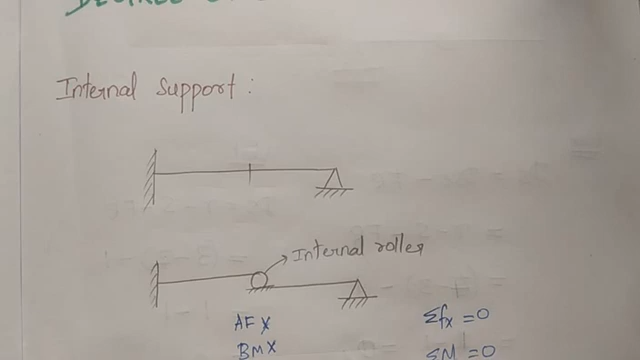 Internal Support :
Internal roller
AF X
Σfx = 0
BM X
ΣM = 0